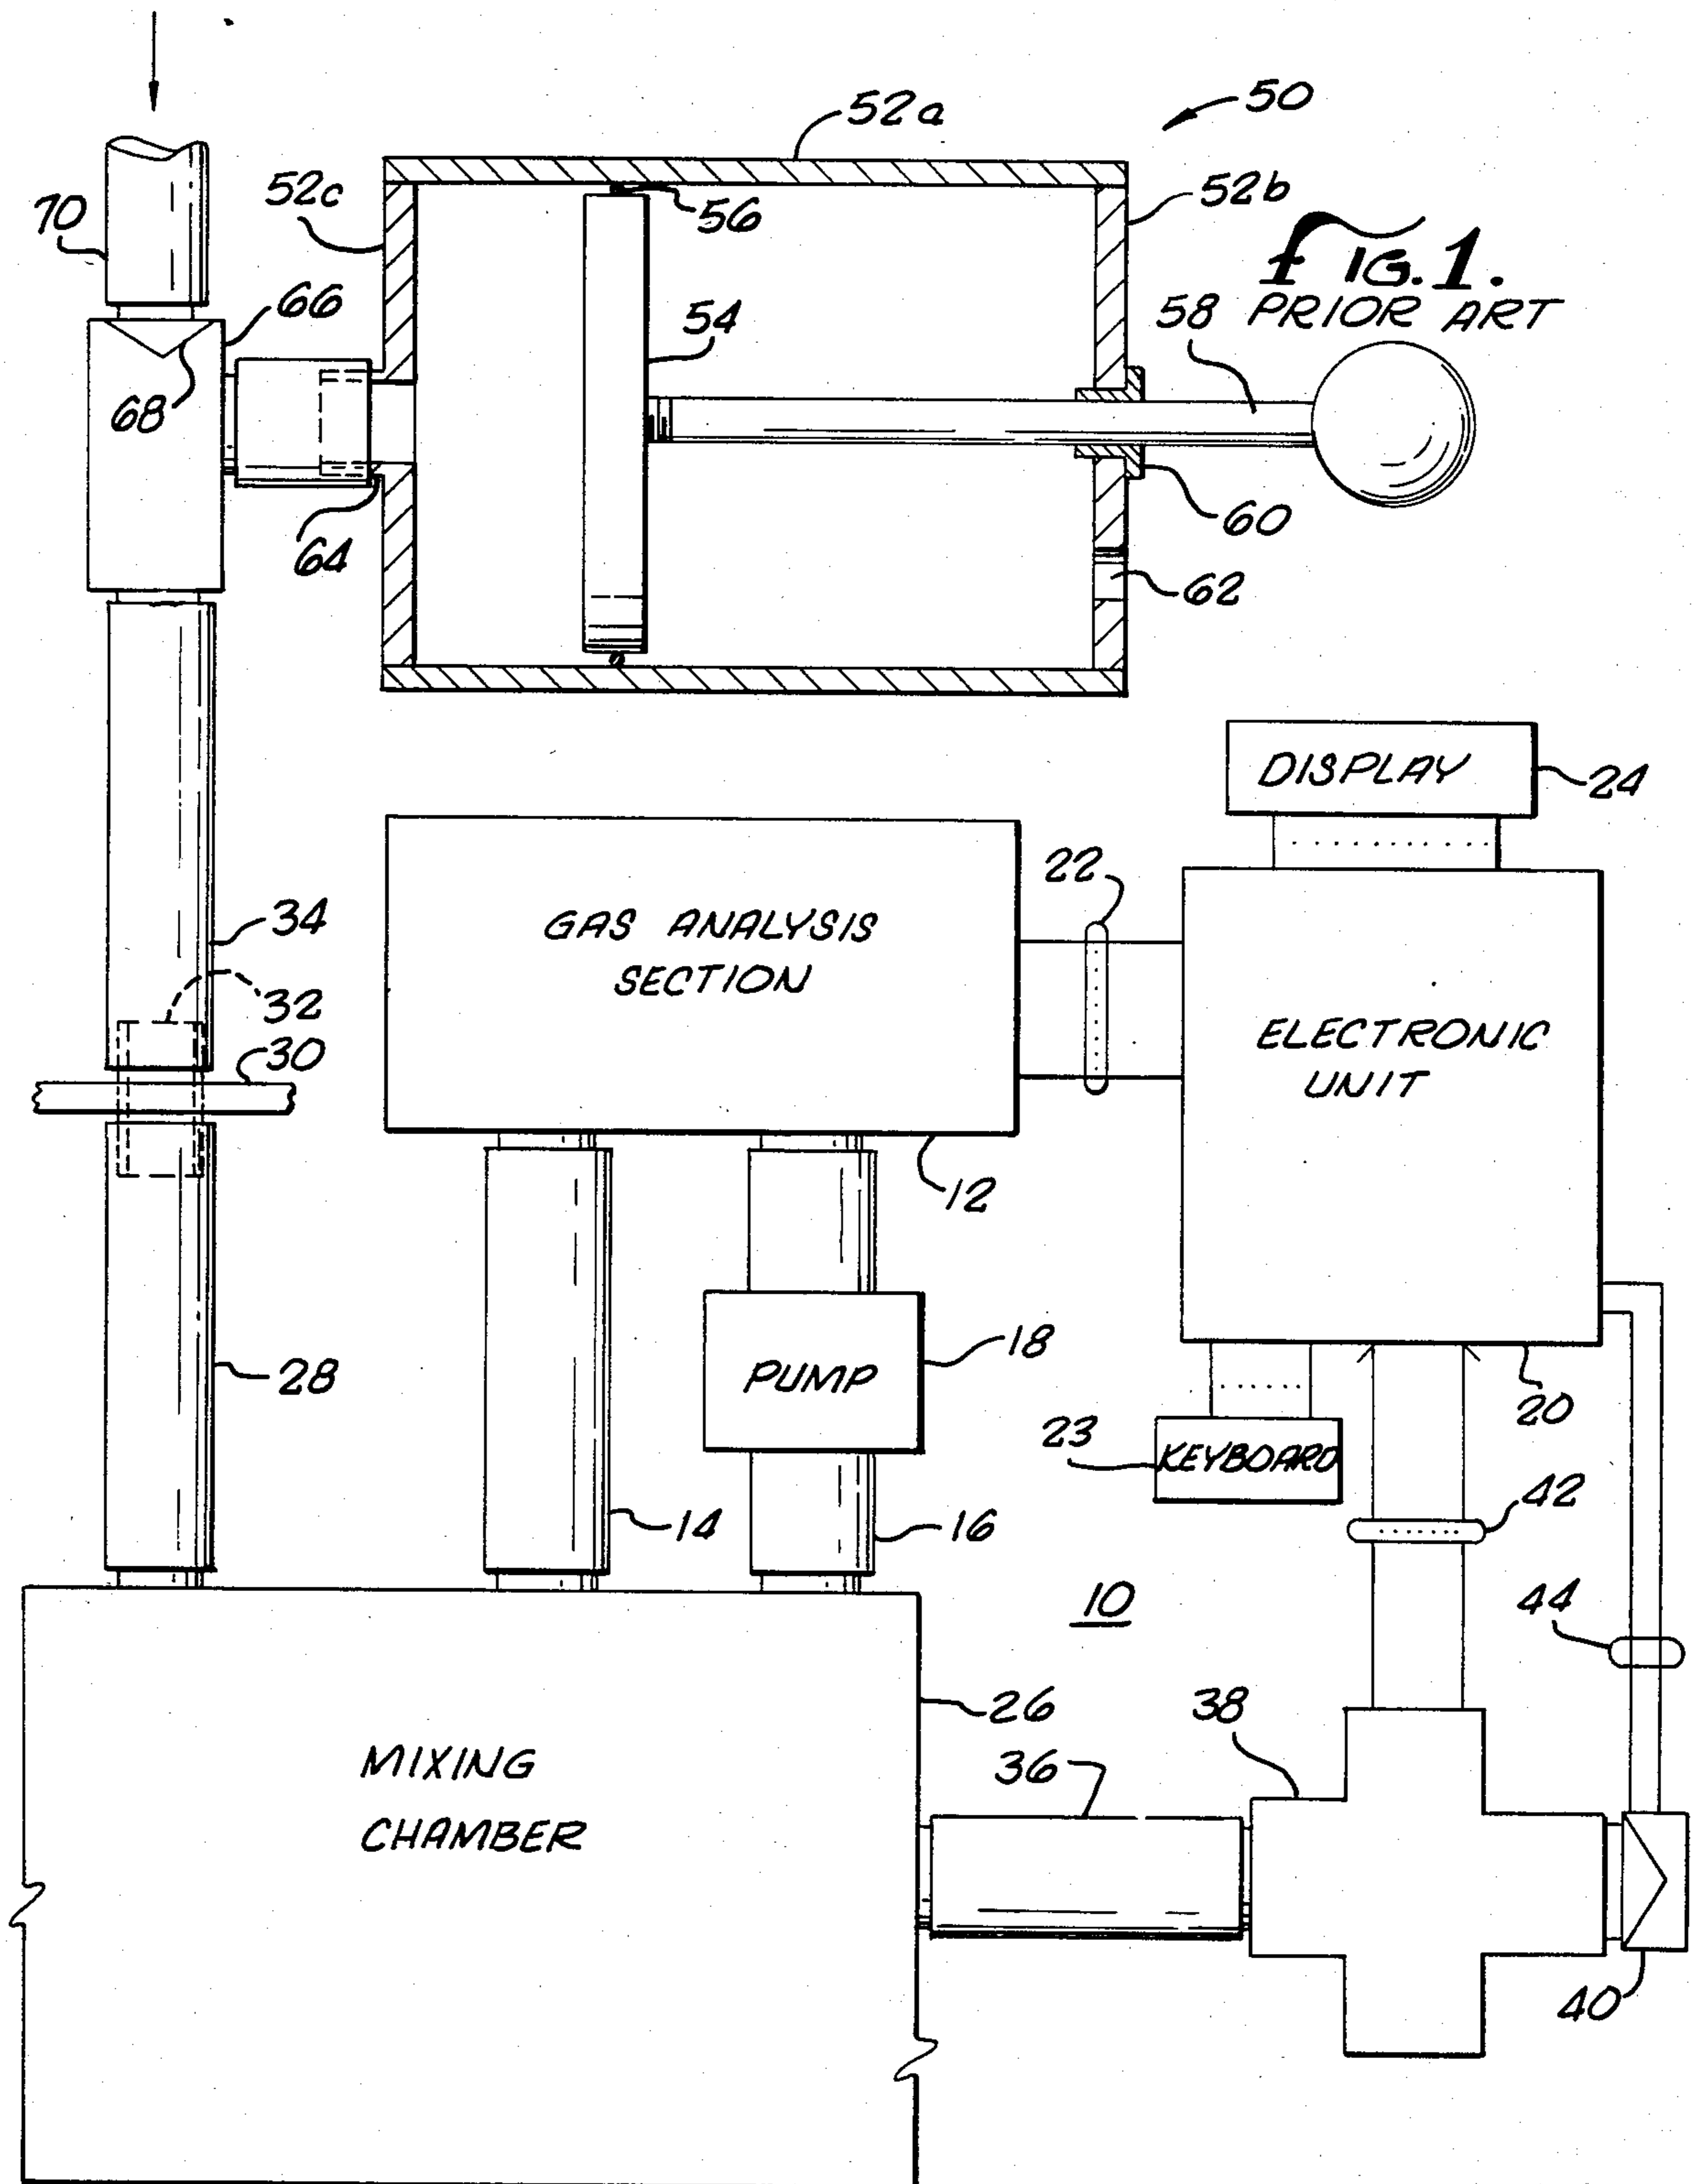 50
52a
52c
52b
56
70
FIG. 1.
66
54
58
PRIOR ART
68
60
64
62
DISPLAY
24
22
34
GAS ANALYSIS
SECTION
32
ELECTRONIC
UNIT
30
12
18
28
PUMP
20
23
KEYBOARD
42
14
16
10
44
26
38
MIXING
36
CHAMBER
40